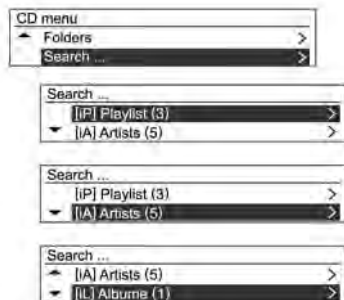 CD menu
Folders
Search ...
Search ...
[iP] Playlist (3)
[iA] Artists (5)
Search ...
[iP] Playlist (3)
[iA] Artists (5)
Search ...
[iA] Artists (5)
[iL] Albume (1)